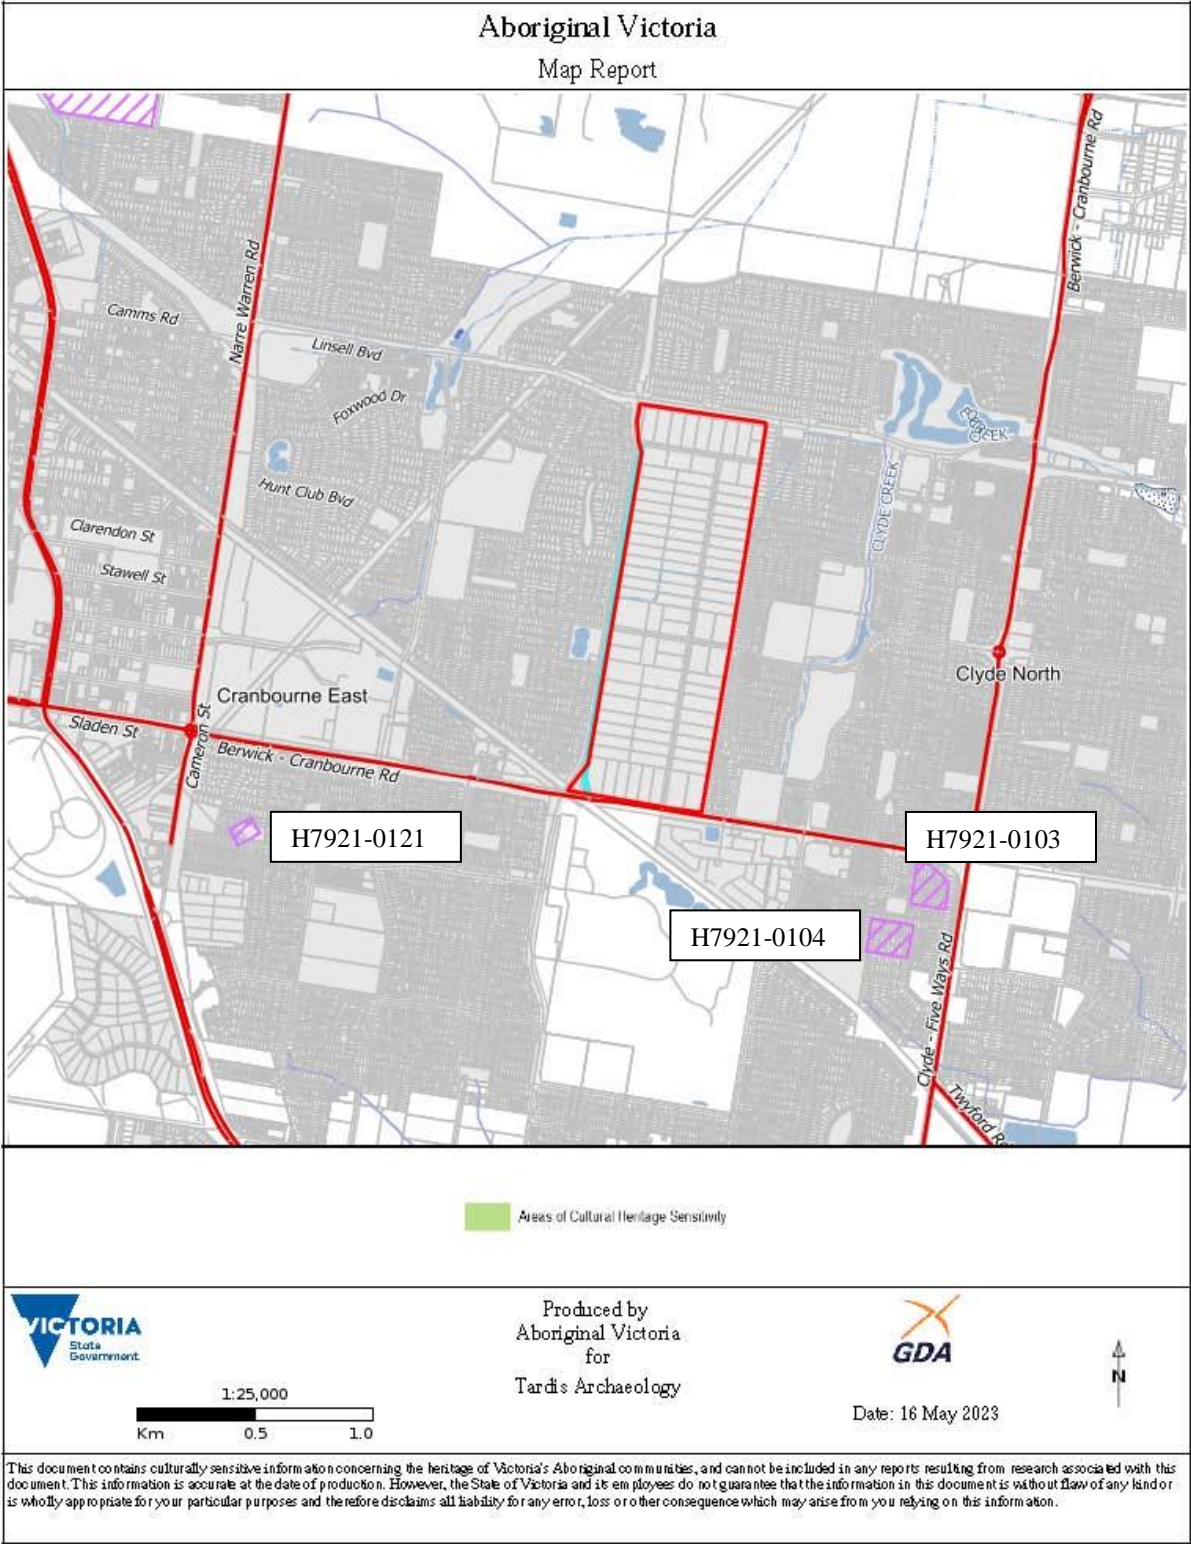 Aboriginal Victoria
Map Report
Berwick - Cranbourne Rd
Narre Warren Rd
Camms Rd
Linsell Bvd
Foxwood Dr
CREEK
Hunt Club Bvd
CLYDE CREEK
Clarendon St
Stawell St
Clyde North
Cranbourne East
Sladen St
Cameron St
Berwick - Cranbourne Rd
H7921-0121
H7921-0103
H7921-0104
Clyde - Five Ways Rd
Twyford Rd
Areas of Cultural Heritage Sensitivity
VICTORIA
State
Government
Produced by
Aboriginal Victoria
for
Tardis Archaeology
GDA
N
1:25,000
Km 0.5 1.0
Date: 16 May 2023
This document contains culturally sensitive information concerning the heritage of Victoria's Aboriginal communities, and cannot be included in any reports resulting from research associated with this
document. This information is accurate at the date of production. However, the State of Victoria and its employees do not guarantee that the information in this document is without flaw of any kind or
is wholly appropriate for your particular purposes and therefore disclaims all liability for any error, loss or other consequence which may arise from you relying on this information.